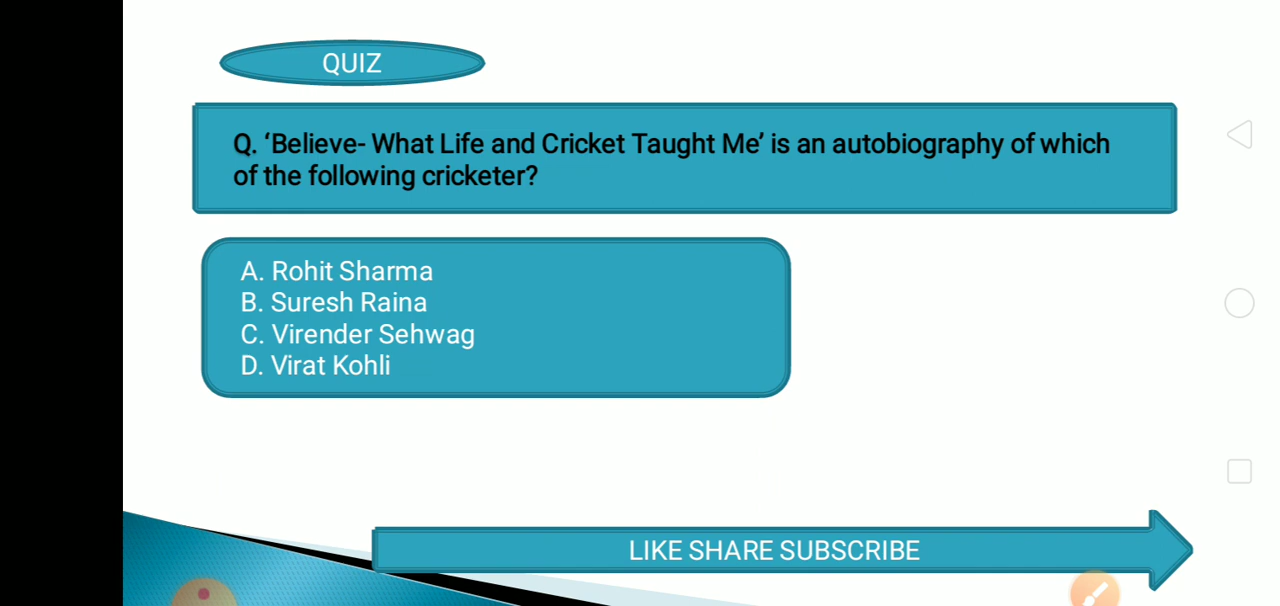 QUIZ
Q. ‘Believe- What Life and Cricket Taught Me’ is an autobiography of which
of the following cricketer?
A. Rohit Sharma
B. Suresh Raina
C. Virender Sehwag
D. Virat Kohli
LIKE SHARE SUBSCRIBE